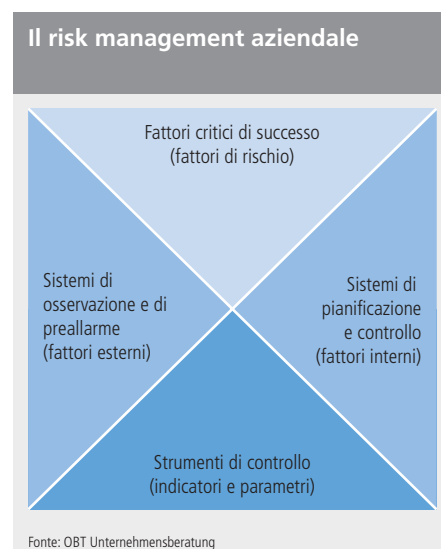 Il risk management aziendale
Fattori critici di successo
(fattori di rischio)
Sistemi di
osservazione e di
preallarme
(fattori esterni)
Sistemi di
pianificazione
e controllo
(fattori interni)
Strumenti di controllo
(indicatori e parametri)
Fonte: OBT Unternehmensberatung